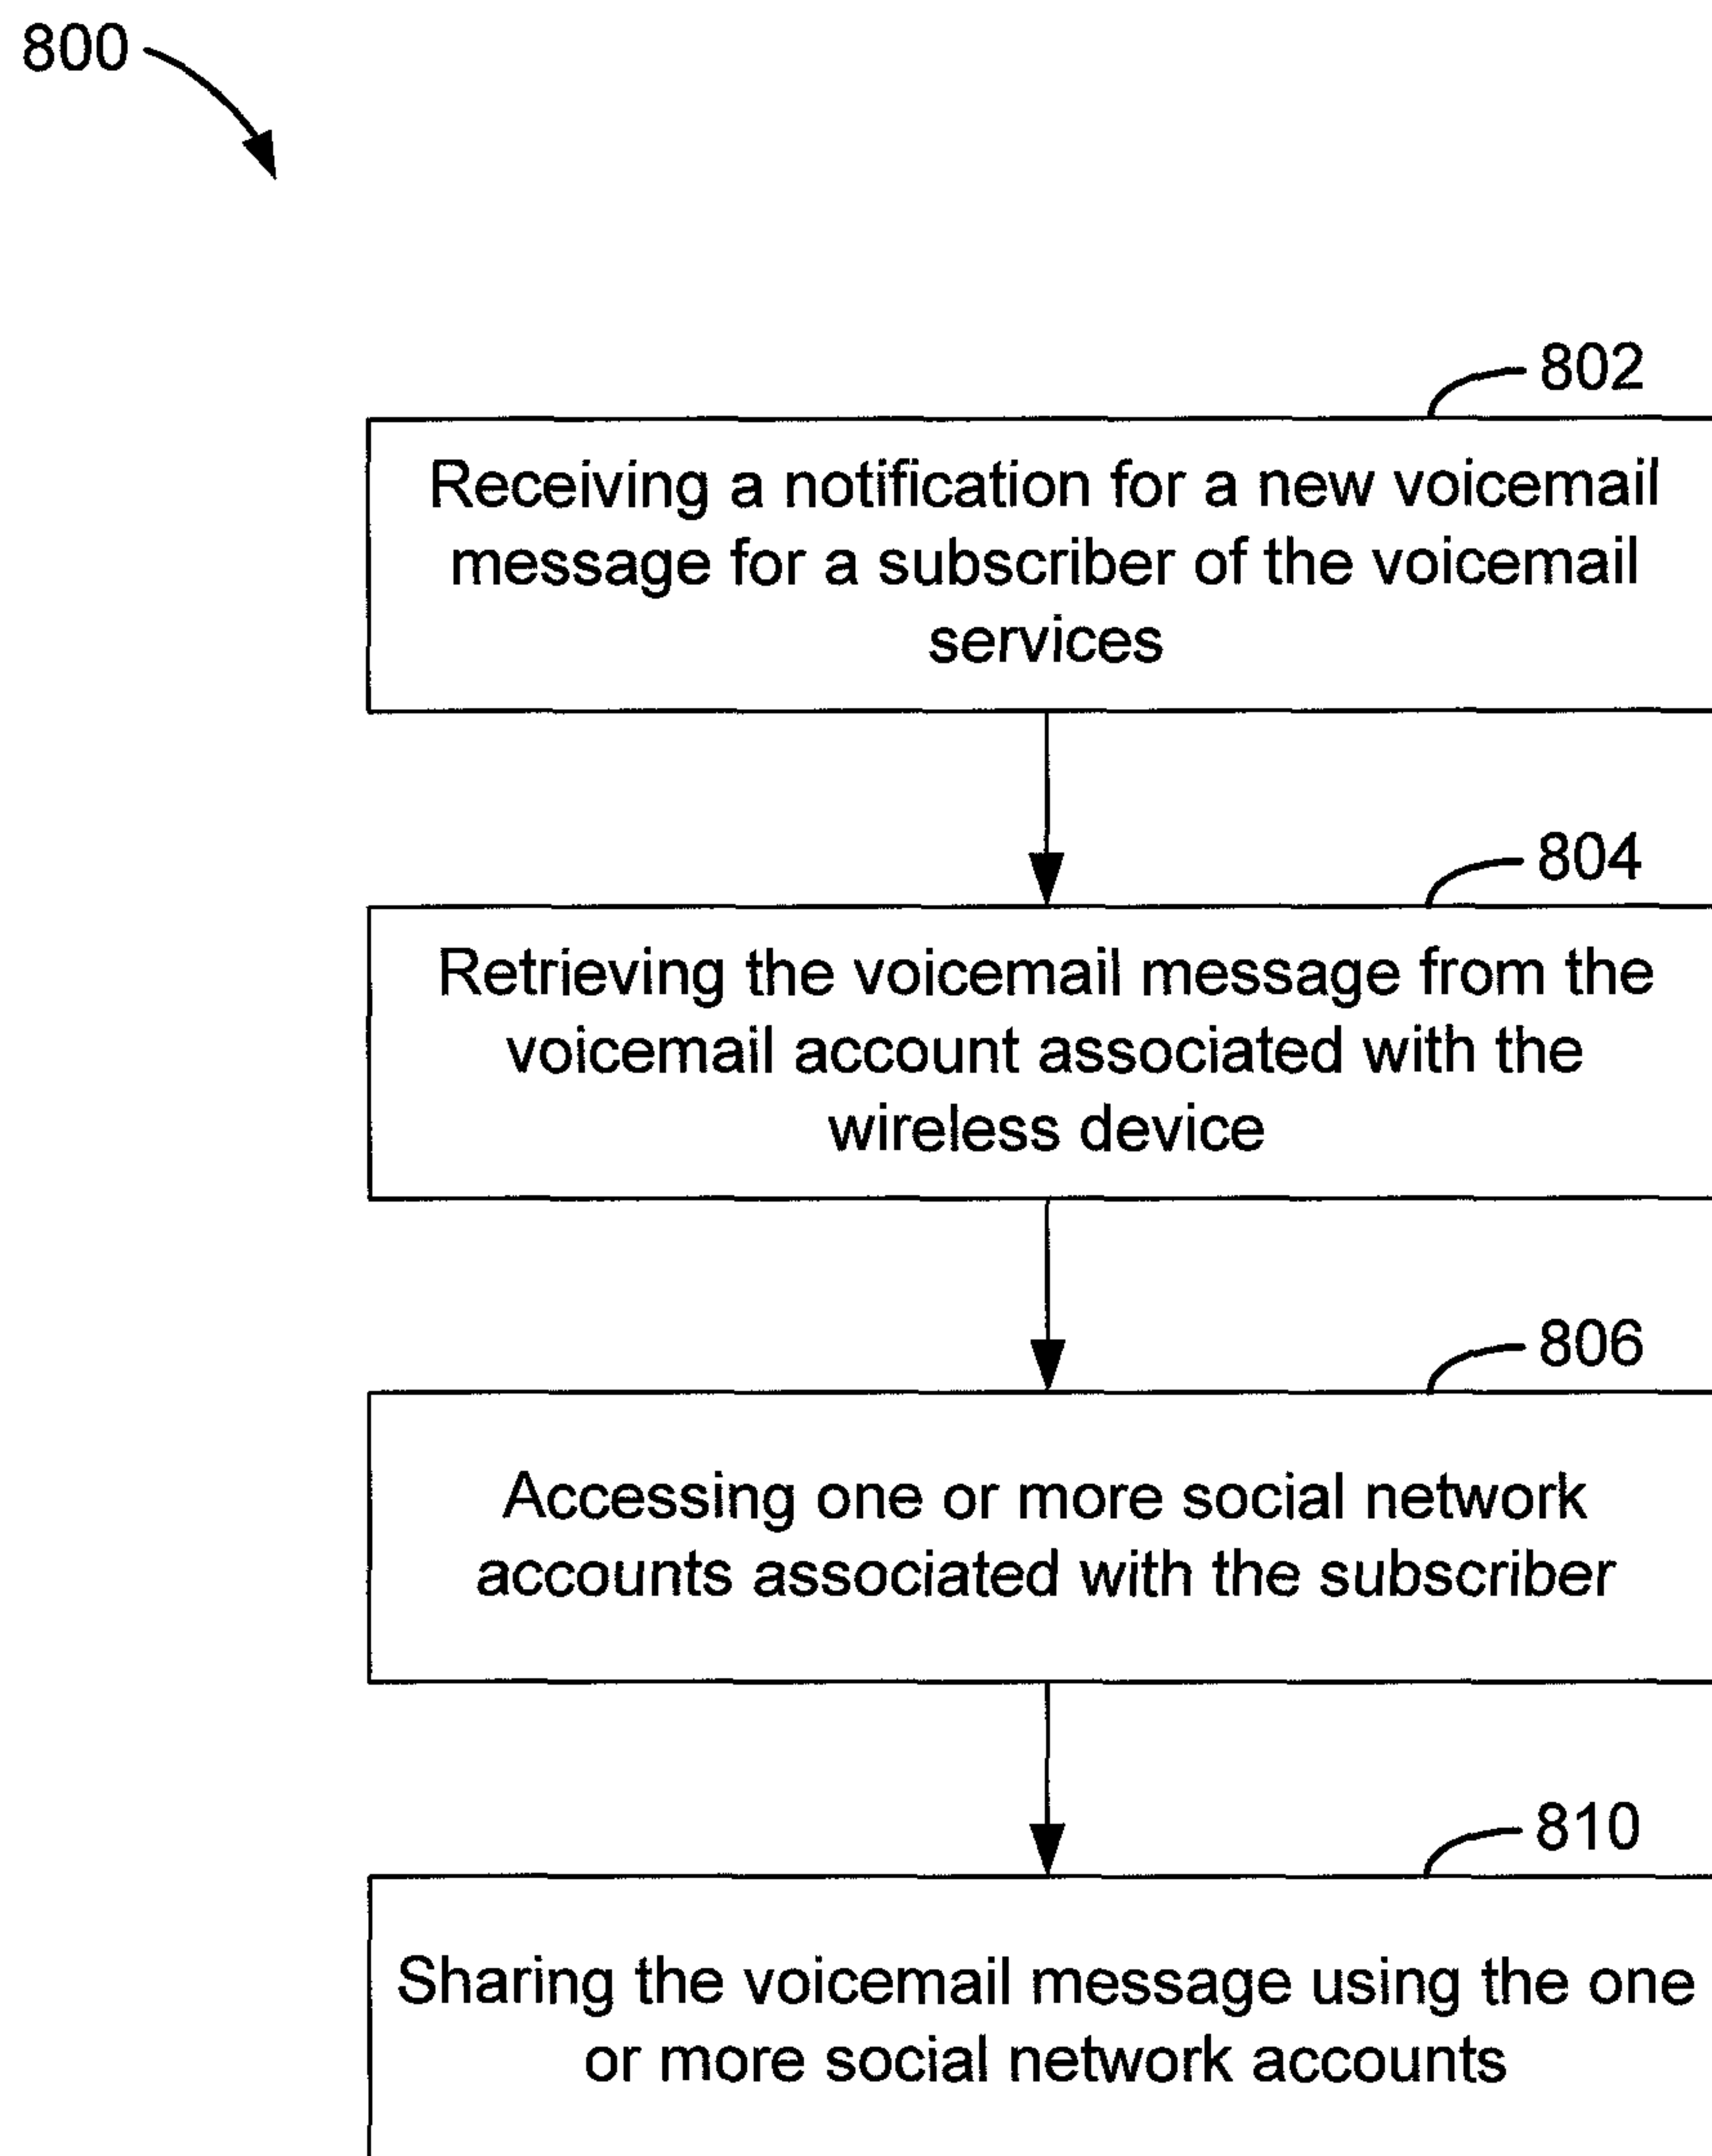 800
802
Receiving a notification for a new voicemail
message for a subscriber of the voicemail
services
804
Retrieving the voicemail message from the
voicemail account associated with the
wireless device
806
Accessing one or more social network
accounts associated with the subscriber
810
Sharing the voicemail message using the one
or more social network accounts